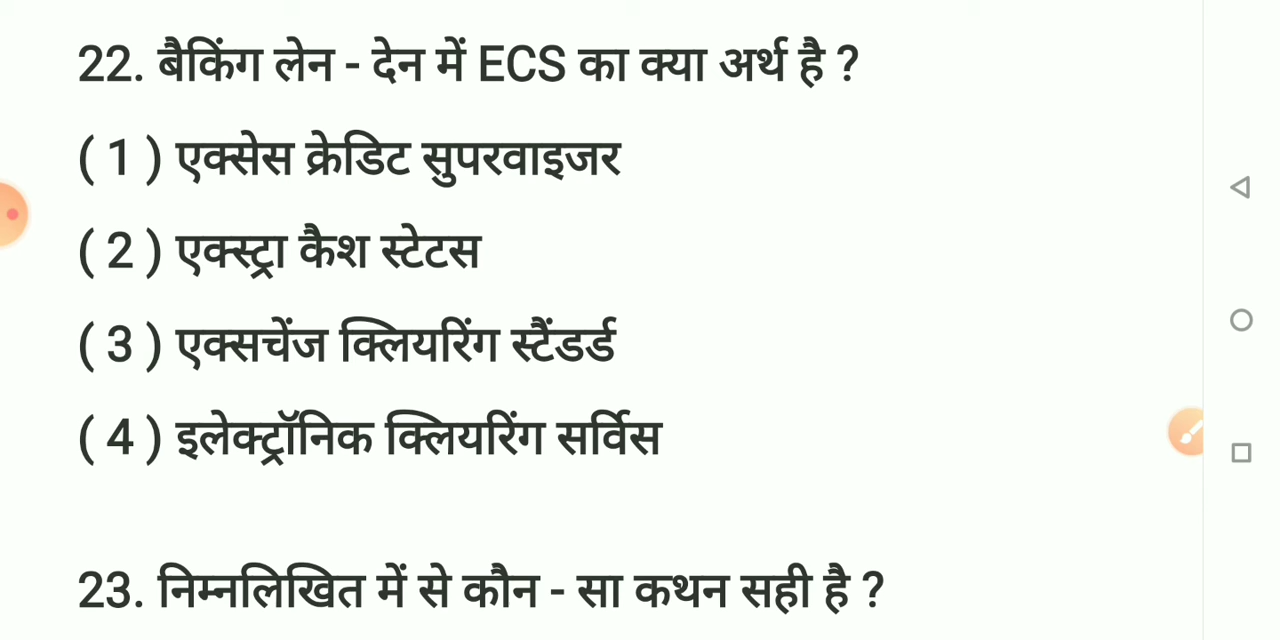 22. बैकिंग लेन - देन में ECS का क्या अर्थ है ?
( 1 ) एक्सेस क्रेडिट सुपरवाइजर
( 2 ) एक्स्ट्रा कैश स्टेटस
( 3 ) एक्सचेंज क्लियरिंग स्टैंडर्ड
( 4 ) इलेक्ट्रॉनिक क्लियरिंग सर्विस
23. निम्नलिखित में से कौन - सा कथन सही है ?